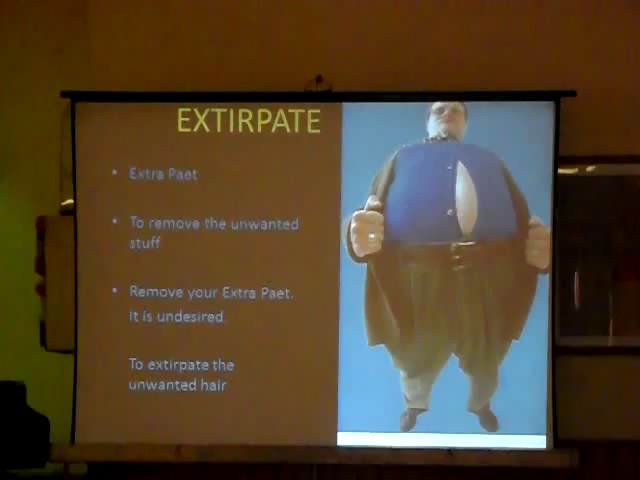 EXTIRPATE
• Extra Paet
• To remove the unwanted
stuff
• Remove your Extra Paet.
It is undesired.
To extirpate the
unwanted hair